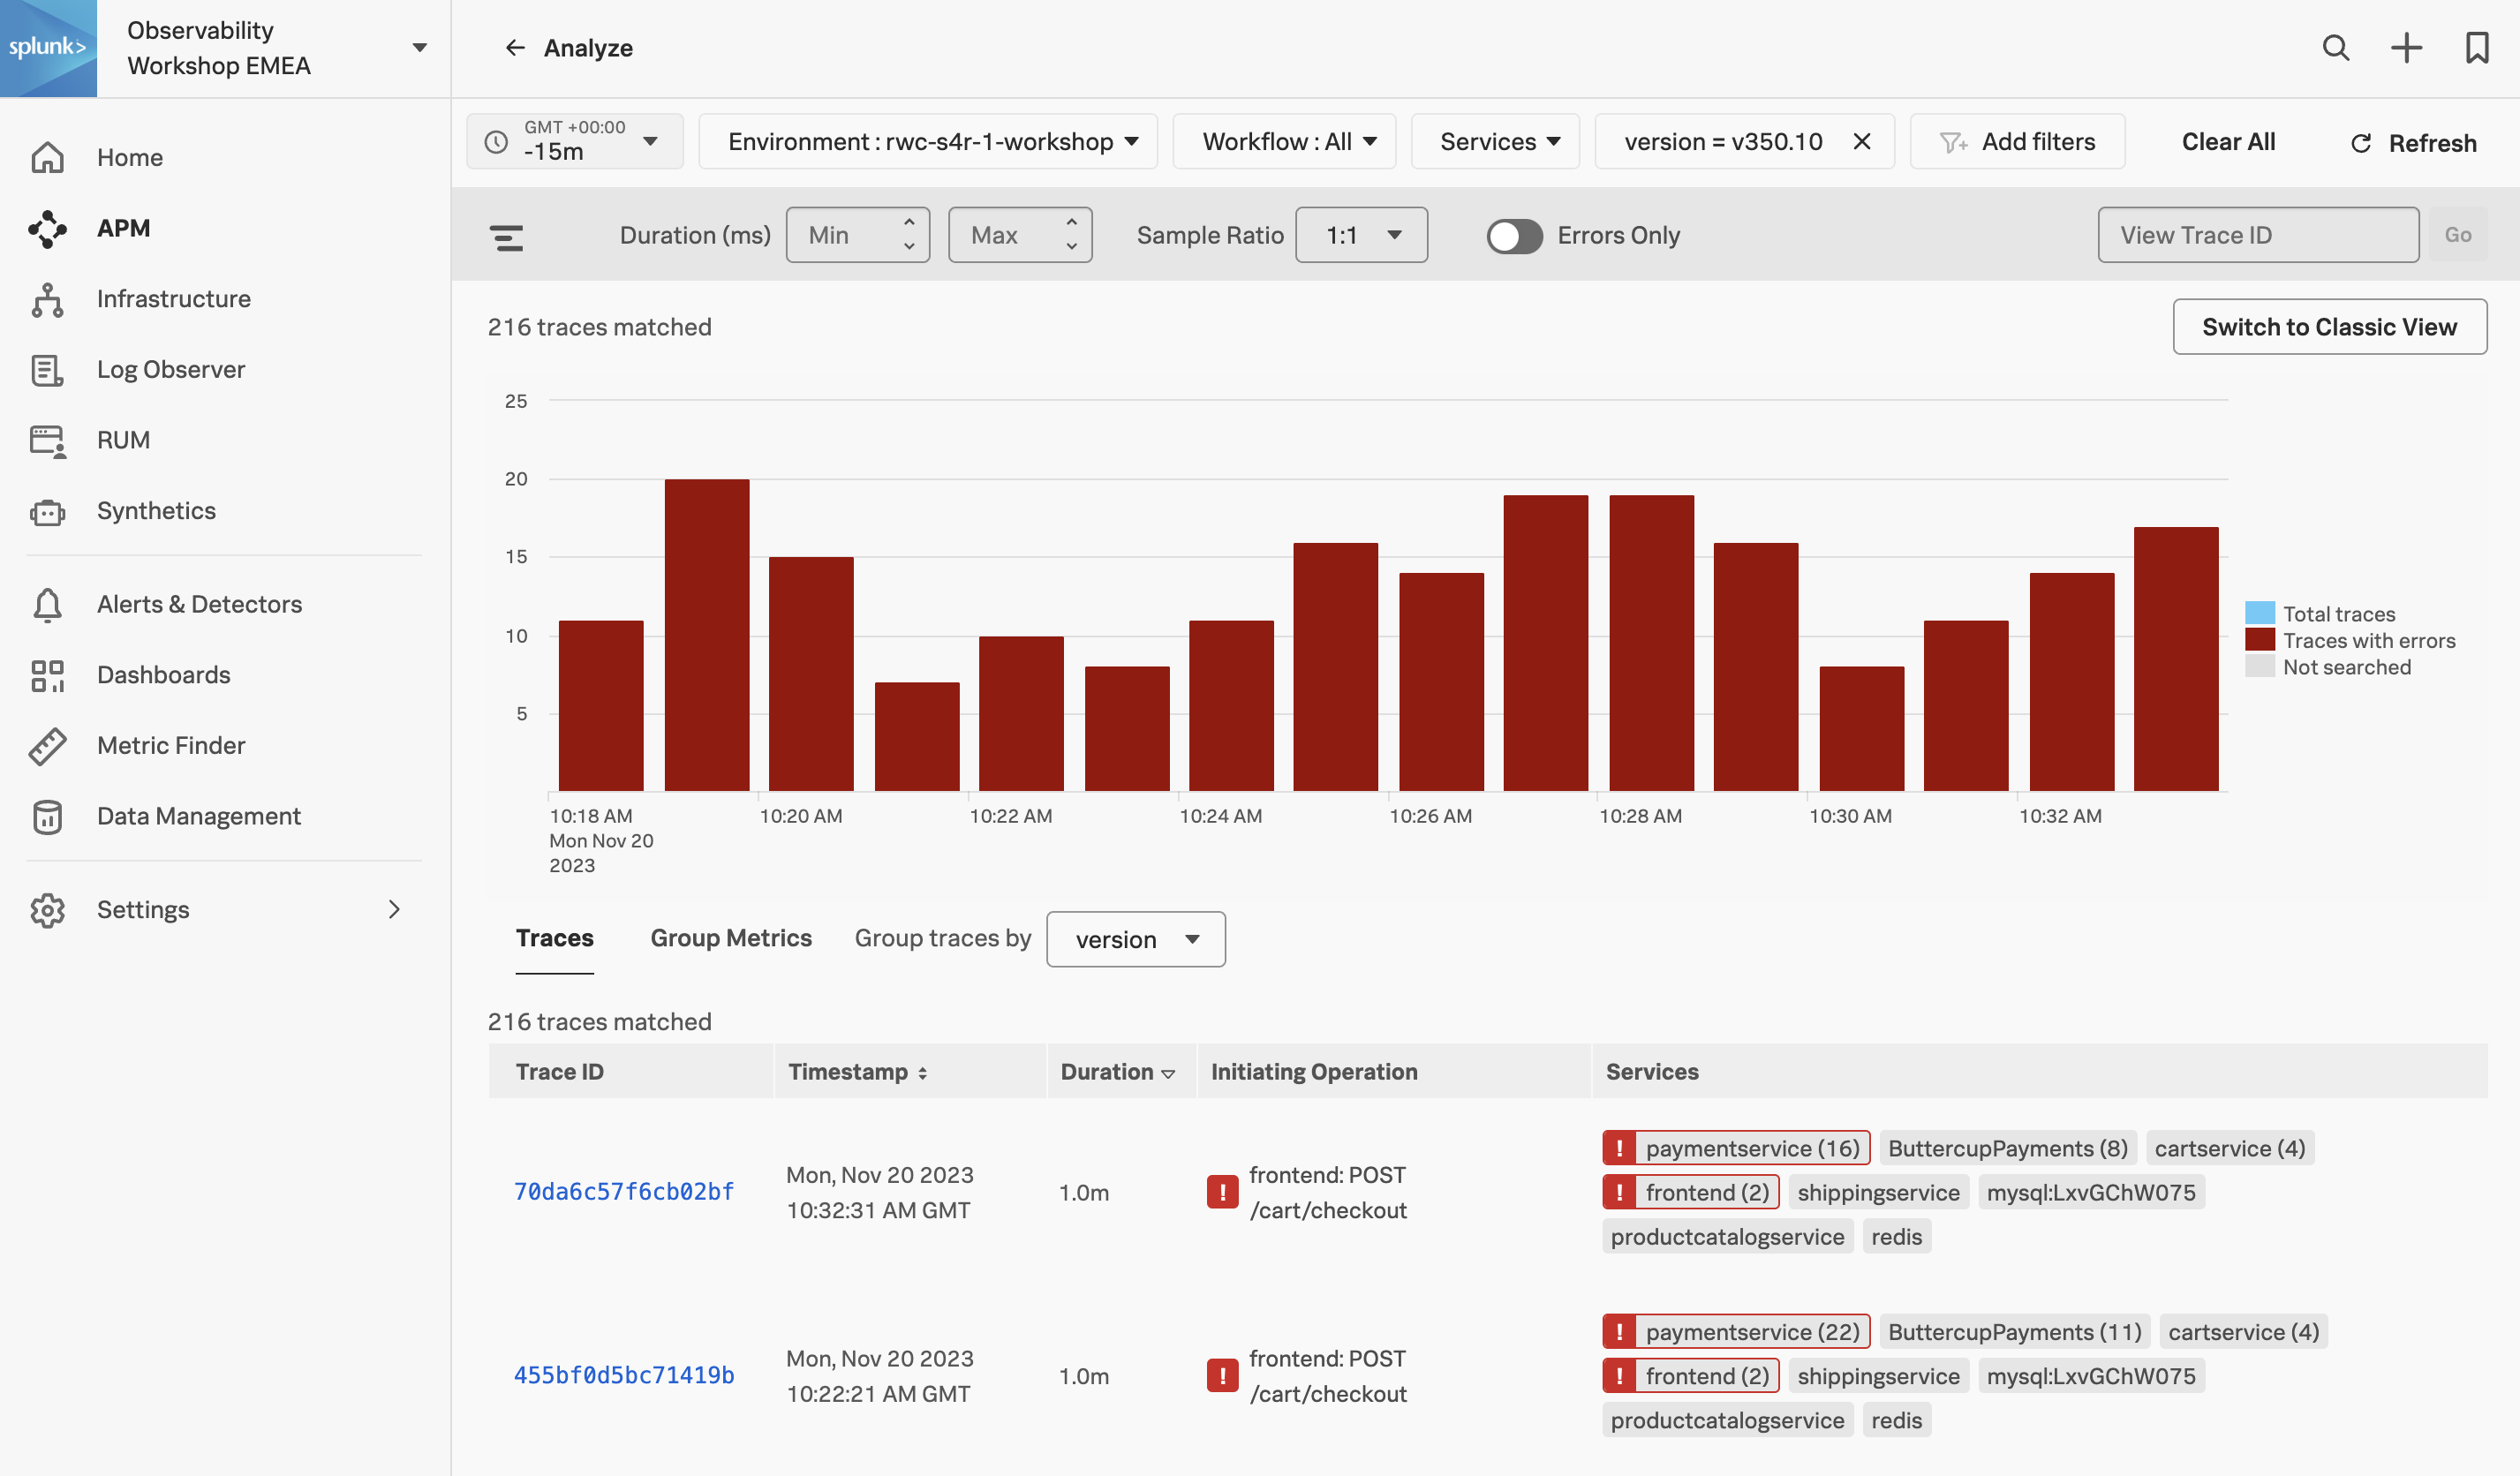 splunk>
Observability
Workshop EMEA
Analyze
Home
APM
Infrastructure
Log Observer
RUM
Synthetics
Alerts & Detectors
Dashboards
Metric Finder
Data Management
Settings
GMT +00:00
-15m
Environment : rwc-s4r-1-workshop
Workflow : All
Services
version = v350.10
Add filters
Clear All
Refresh
Duration (ms)
Min
Max
Sample Ratio
1:1
Errors Only
View Trace ID
Go
216 traces matched
Switch to Classic View
25
20
15
10
5
10:18 AM
Mon Nov 20
2023
10:20 AM
10:22 AM
10:24 AM
10:26 AM
10:28 AM
10:30 AM
10:32 AM
Total traces
Traces with errors
Not searched
Traces
Group Metrics
Group traces by
version
216 traces matched
Trace ID
Timestamp
Duration
Initiating Operation
Services
70da6c57f6cb02bf
Mon, Nov 20 2023
10:32:31 AM GMT
1.0m
! frontend: POST
/cart/checkout
! paymentservice (16) ButtercupPayments (8) cartservice (4)
! frontend (2) shippingservice mysql:LxvGChW075
productcatalogservice redis
455bf0d5bc71419b
Mon, Nov 20 2023
10:22:21 AM GMT
1.0m
! frontend: POST
/cart/checkout
! paymentservice (22) ButtercupPayments (11) cartservice (4)
! frontend (2) shippingservice mysql:LxvGChW075
productcatalogservice redis